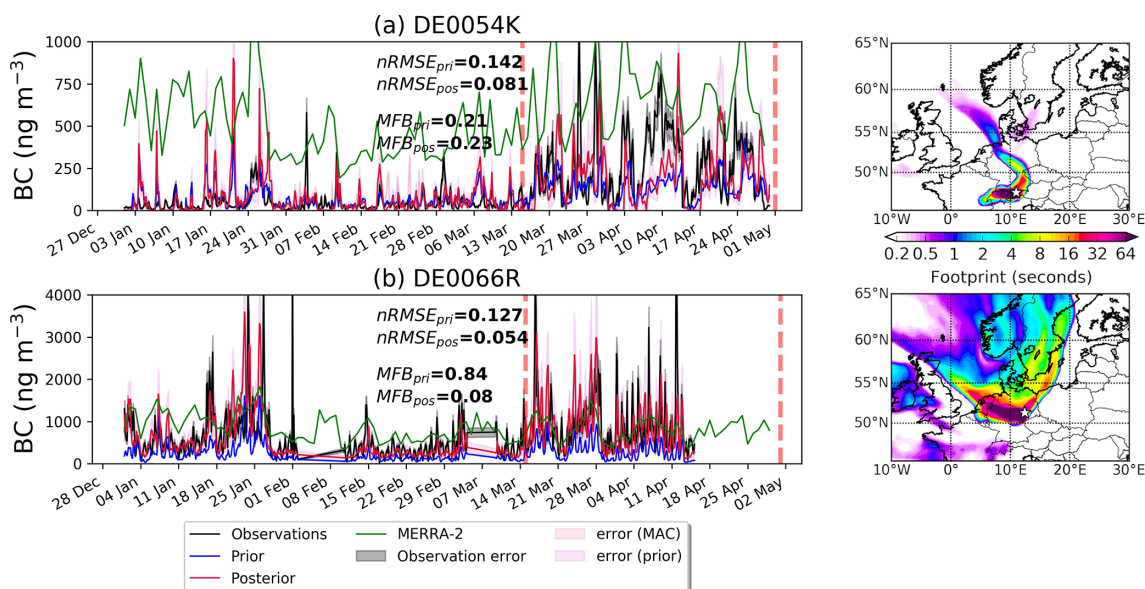 (a) DE0054K
BC (ng m⁻³)
1000
750
500
250
0
nRMSE_pri=0.142
nRMSE_pos=0.081
MFB_pri=0.21
MFB_pos=0.23
27 Dec 03 Jan 10 Jan 17 Jan 24 Jan 31 Jan 07 Feb 14 Feb 21 Feb 28 Feb 06 Mar 13 Mar 20 Mar 27 Mar 03 Apr 10 Apr 17 Apr 24 Apr 01 May
65°N
60°N
55°N
50°N
10°W 0° 10°E 20°E 30°E
0.2 0.5 1 2 4 8 16 32 64
Footprint (seconds)
(b) DE0066R
BC (ng m⁻³)
4000
3000
2000
1000
0
nRMSE_pri=0.127
nRMSE_pos=0.054
MFB_pri=0.84
MFB_pos=0.08
28 Dec 04 Jan 11 Jan 18 Jan 25 Jan 01 Feb 08 Feb 15 Feb 22 Feb 29 Feb 07 Mar 14 Mar 21 Mar 28 Mar 04 Apr 11 Apr 18 Apr 25 Apr 02 May
65°N
60°N
55°N
50°N
10°W 0° 10°E 20°E 30°E
Observations
Prior
Posterior
MERRA-2
Observation error
error (MAC)
error (prior)